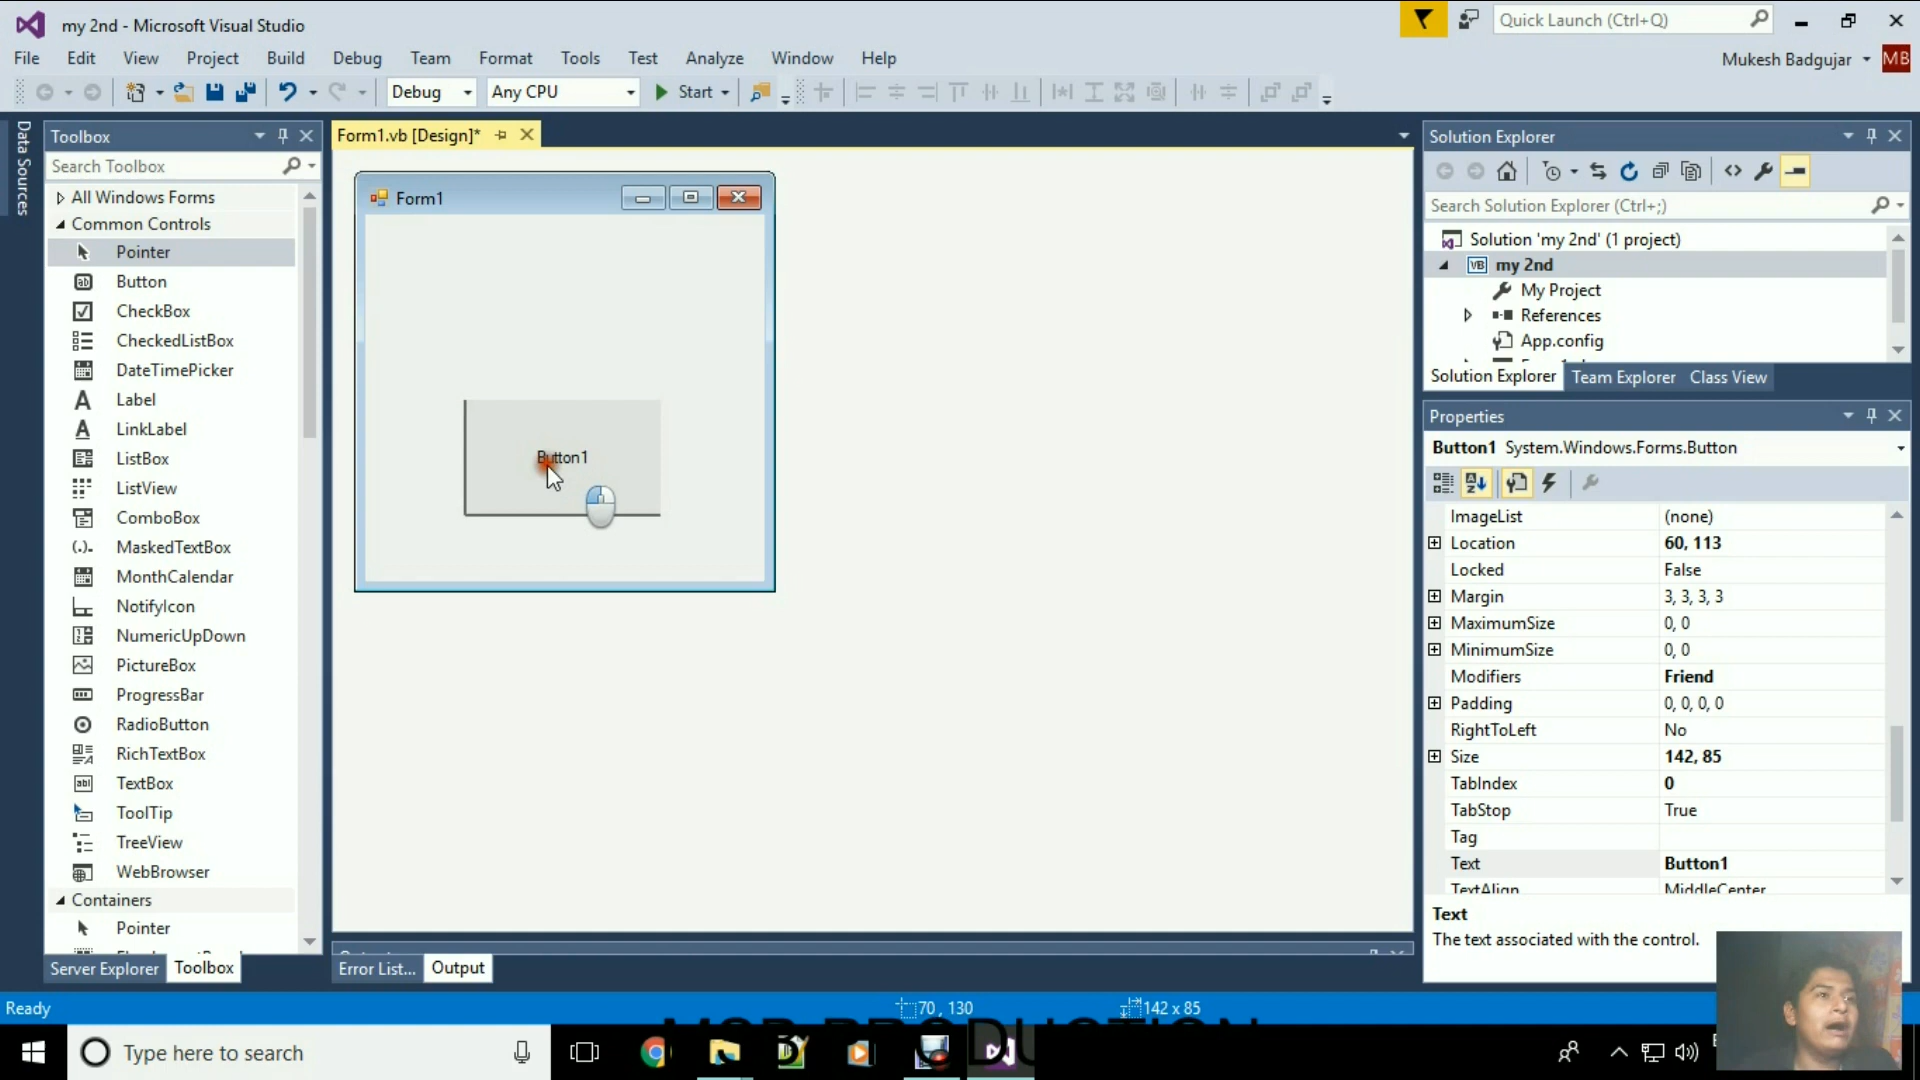 my 2nd - Microsoft Visual Studio
Quick Launch (Ctrl+Q)
File Edit View Project Build Debug Team Format Tools Test Analyze Window Help
Mukesh Badgujar MB
Debug Any CPU Start
Data Sources
Toolbox
Search Toolbox
All Windows Forms
Common Controls
Pointer
Button
CheckBox
CheckedListBox
DateTimePicker
Label
LinkLabel
ListBox
ListView
ComboBox
MaskedTextBox
MonthCalendar
NotifyIcon
NumericUpDown
PictureBox
ProgressBar
RadioButton
RichTextBox
TextBox
ToolTip
TreeView
WebBrowser
Containers
Pointer
Server Explorer Toolbox
Form1.vb [Design]*
Form1
Button1
Error List... Output
Solution Explorer
Search Solution Explorer (Ctrl+;)
Solution 'my 2nd' (1 project)
VB my 2nd
My Project
References
App.config
Solution Explorer Team Explorer Class View
Properties
Button1 System.Windows.Forms.Button
ImageList (none)
Location 60, 113
Locked False
Margin 3, 3, 3, 3
MaximumSize 0, 0
MinimumSize 0, 0
Modifiers Friend
Padding 0, 0, 0, 0
RightToLeft No
Size 142, 85
TabIndex 0
TabStop True
Tag
Text Button1
TextAlign MiddleCenter
Text
The text associated with the control.
Ready 70 , 130 142 x 85
Type here to search